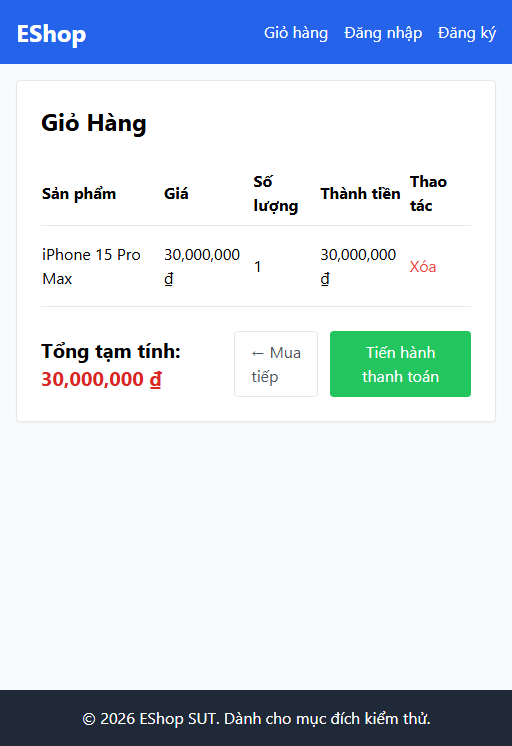 EShop
Giỏ hàng Đăng nhập Đăng ký
Giỏ Hàng
Sản phẩm Giá Số lượng Thành tiền Thao tác
iPhone 15 Pro Max 30,000,000 ₫ 1 30,000,000 ₫ Xóa
Tổng tạm tính:
30,000,000 ₫
← Mua tiếp
Tiến hành thanh toán
© 2026 EShop SUT. Dành cho mục đích kiểm thử.